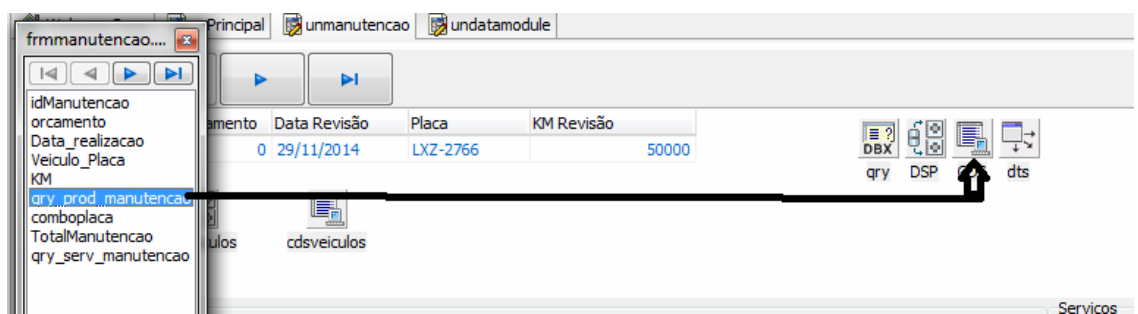 Principal unmanutencao undatamodule
frmmanutencao....
idManutencao
orcamento
Data_realizacao
Veiculo_Placa
KM
qry_prod_manutencao
comboplaca
TotalManutencao
qry_serv_manutencao
amento Data Revisão Placa KM Revisão
0 29/11/2014 LXZ-2766 50000
DBX
qry DSP dts
ulos cdsveiculos
Serviços